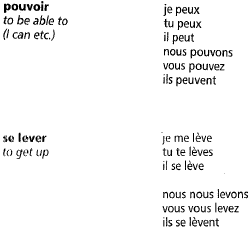 pouvoir
to be able to
(I can etc.)
je peux
tu peux
il peut
nous pouvons
vous pouvez
ils peuvent
se lever
to get up
je me lève
tu te lèves
il se lève
nous nous levons
vous vous levez
ils se lèvent